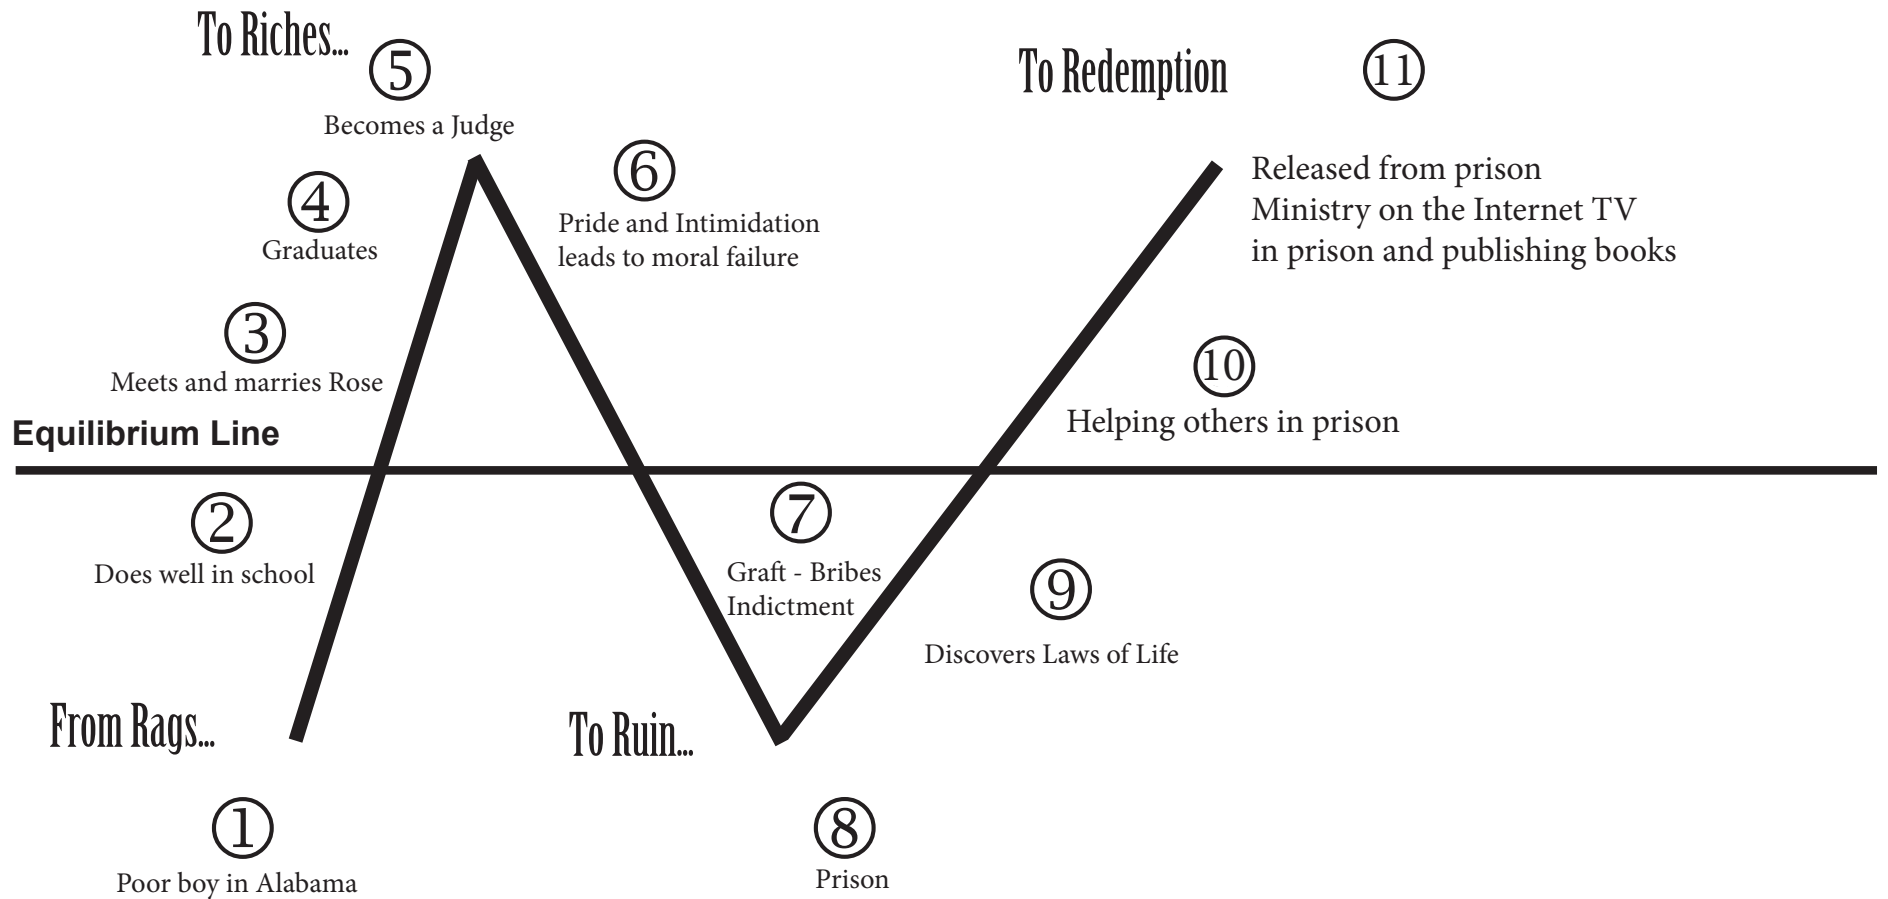 To Riches...
5
Becomes a Judge
To Redemption
11
4
Graduates
6
Pride and Intimidation
leads to moral failure
Released from prison
Ministry on the Internet TV
in prison and publishing books
3
Meets and marries Rose
10
Helping others in prison
Equilibrium Line
2
Does well in school
7
Graft - Bribes
Indictment
9
Discovers Laws of Life
From Rags...
To Ruin...
1
Poor boy in Alabama
8
Prison